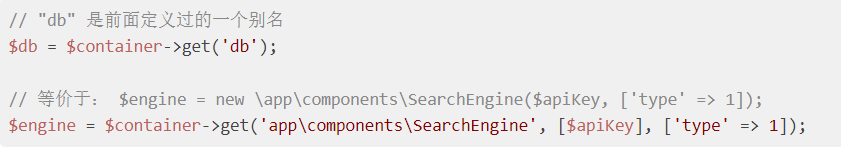 // "db" 是前面定义过的一个别名
$db = $container->get('db');
// 等价于： $engine = new \app\components\SearchEngine($apiKey, ['type' => 1]);
$engine = $container->get('app\components\SearchEngine', [$apiKey], ['type' => 1]);